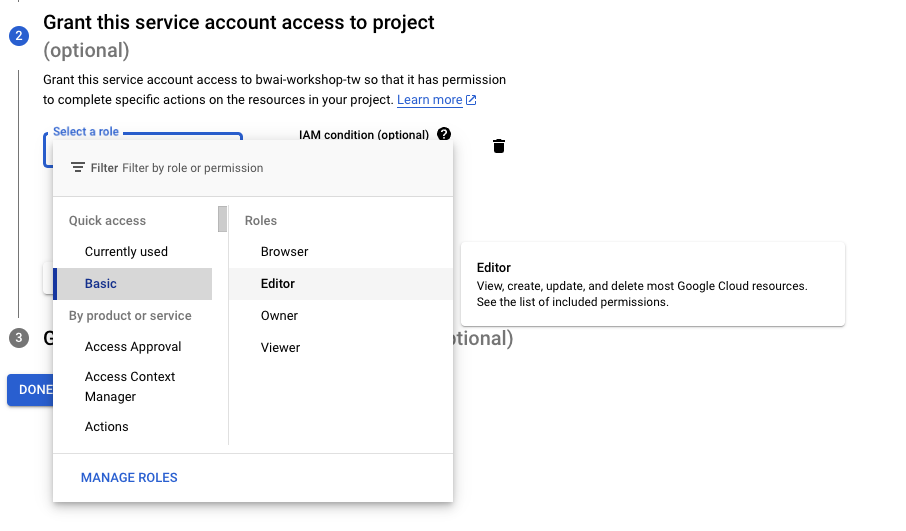 2
Grant this service account access to project
(optional)
Grant this service account access to bwai-workshop-tw so that it has permission
to complete specific actions on the resources in your project. Learn more
Select a role
IAM condition (optional) ?
Filter Filter by role or permission
Quick access
Currently used
Basic
By product or service
Access Approval
Access Context
Manager
Actions
Roles
Browser
Editor
Owner
Viewer
MANAGE ROLES
Editor
View, create, update, and delete most Google Cloud resources.
See the list of included permissions.
3
G
tional)
DONE